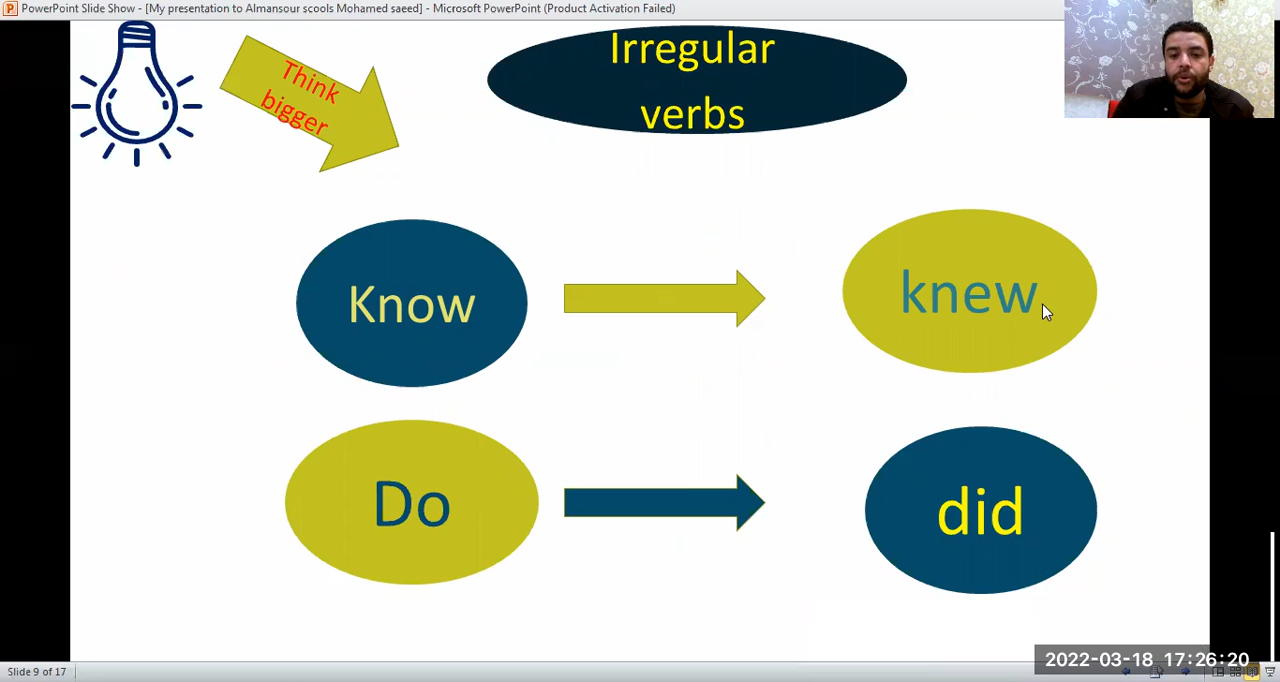 PowerPoint Slide Show - [My presentation to Almansour scools Mohamed saeed] - Microsoft PowerPoint (Product Activation Failed)
Think
bigger
Irregular
verbs
Know
knew
Do
did
2022-03-18 17:26:20
Slide 9 of 17